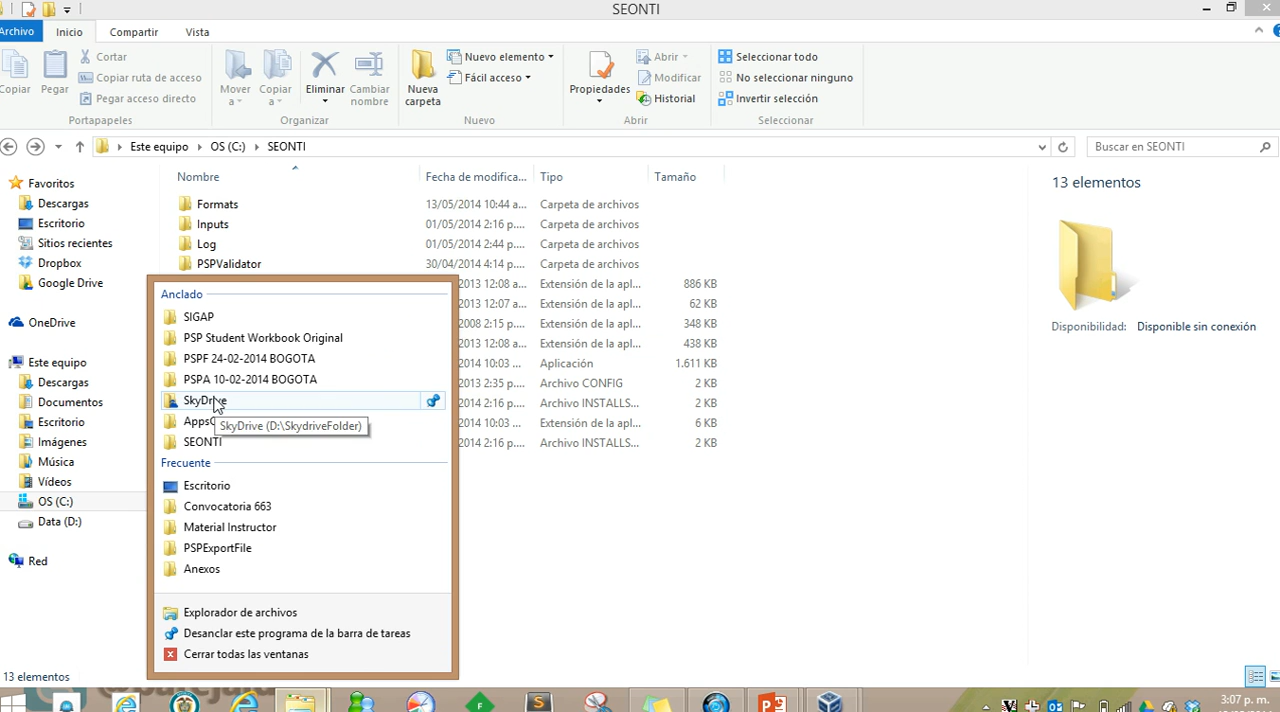 SEONTI
Archivo Inicio Compartir Vista
Copiar
Pegar
Cortar
Copiar ruta de acceso
Pegar acceso directo
Portapapeles
Mover a
Copiar a
Eliminar
Cambiar nombre
Organizar
Nueva carpeta
Nuevo elemento
Fácil acceso
Nuevo
Propiedades
Abrir
Modificar
Historial
Abrir
Seleccionar todo
No seleccionar ninguno
Invertir selección
Seleccionar
Este equipo OS (C:) SEONTI
Buscar en SEONTI
Favoritos
Descargas
Escritorio
Sitios recientes
Dropbox
Google Drive
OneDrive
Este equipo
Descargas
Documentos
Escritorio
Imágenes
Música
Vídeos
OS (C:)
Data (D:)
Red
Nombre Fecha de modifica... Tipo Tamaño
Formats 13/05/2014 10:44 a... Carpeta de archivos
Inputs 01/05/2014 2:16 p.... Carpeta de archivos
Log 01/05/2014 2:44 p.... Carpeta de archivos
PSPValidator 30/04/2014 4:14 p.... Carpeta de archivos
2013 12:08 a... Extensión de la apl... 886 KB
2013 12:07 a... Extensión de la apl... 62 KB
2008 2:15 p.... Extensión de la apl... 348 KB
2013 12:08 a... Extensión de la apl... 438 KB
2014 10:03 ... Aplicación 1.611 KB
2013 2:35 p.... Archivo CONFIG 2 KB
2014 2:16 p.... Archivo INSTALLS... 2 KB
2014 10:03 ... Extensión de la apl... 6 KB
2014 2:16 p.... Archivo INSTALLS... 2 KB
Anclado
SIGAP
PSP Student Workbook Original
PSPF 24-02-2014 BOGOTA
PSPA 10-02-2014 BOGOTA
SkyDrive
SkyDrive (D:\SkydriveFolder)
SEONTI
Frecuente
Escritorio
Convocatoria 663
Material Instructor
PSPExportFile
Anexos
Explorador de archivos
Desanclar este programa de la barra de tareas
Cerrar todas las ventanas
13 elementos
Disponibilidad: Disponible sin conexión
13 elementos
3:07 p. m.